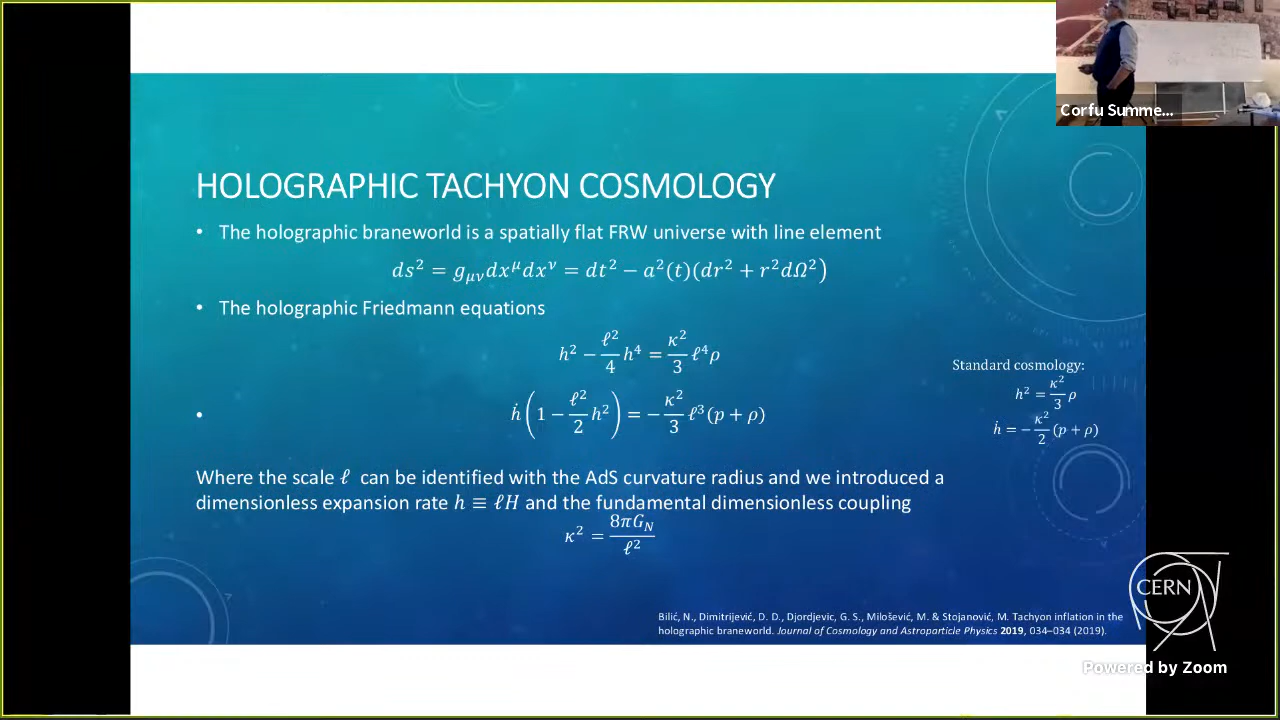 Corfu Summe...
HOLOGRAPHIC TACHYON COSMOLOGY
• The holographic braneworld is a spatially flat FRW universe with line element
ds² = g_μν dx^μ dx^ν = dt² − a²(t)(dr² + r²dΩ²)
• The holographic Friedmann equations
h² − ℓ²/4 h⁴ = κ²/3 ℓ⁴ρ
• ḣ(1 − ℓ²/2 h²) = −κ²/3 ℓ³(p + ρ)
Standard cosmology:
h² = κ²/3 ρ
ḣ = −κ²/2 (p + ρ)
Where the scale ℓ can be identified with the AdS curvature radius and we introduced a
dimensionless expansion rate h ≡ ℓH and the fundamental dimensionless coupling
κ² = 8πG_N/ℓ²
Bilić, N., Dimitrijević, D. D., Djordjevic, G. S., Milošević, M. & Stojanović, M. Tachyon inflation in the
holographic braneworld. Journal of Cosmology and Astroparticle Physics 2019, 034–034 (2019).
CERN
Powered by Zoom